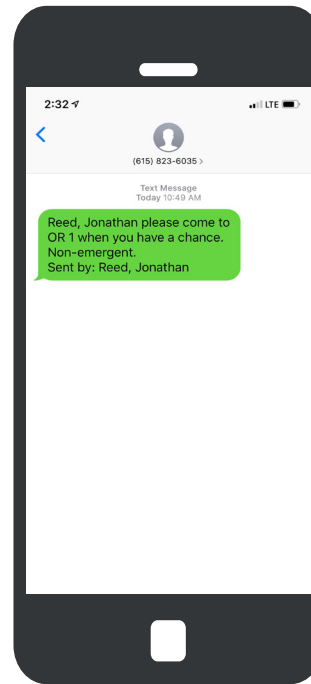 2:32
LTE
(615) 823-6035 >
Text Message
Today 10:49 AM
Reed, Jonathan please come to
OR 1 when you have a chance.
Non-emergent.
Sent by: Reed, Jonathan